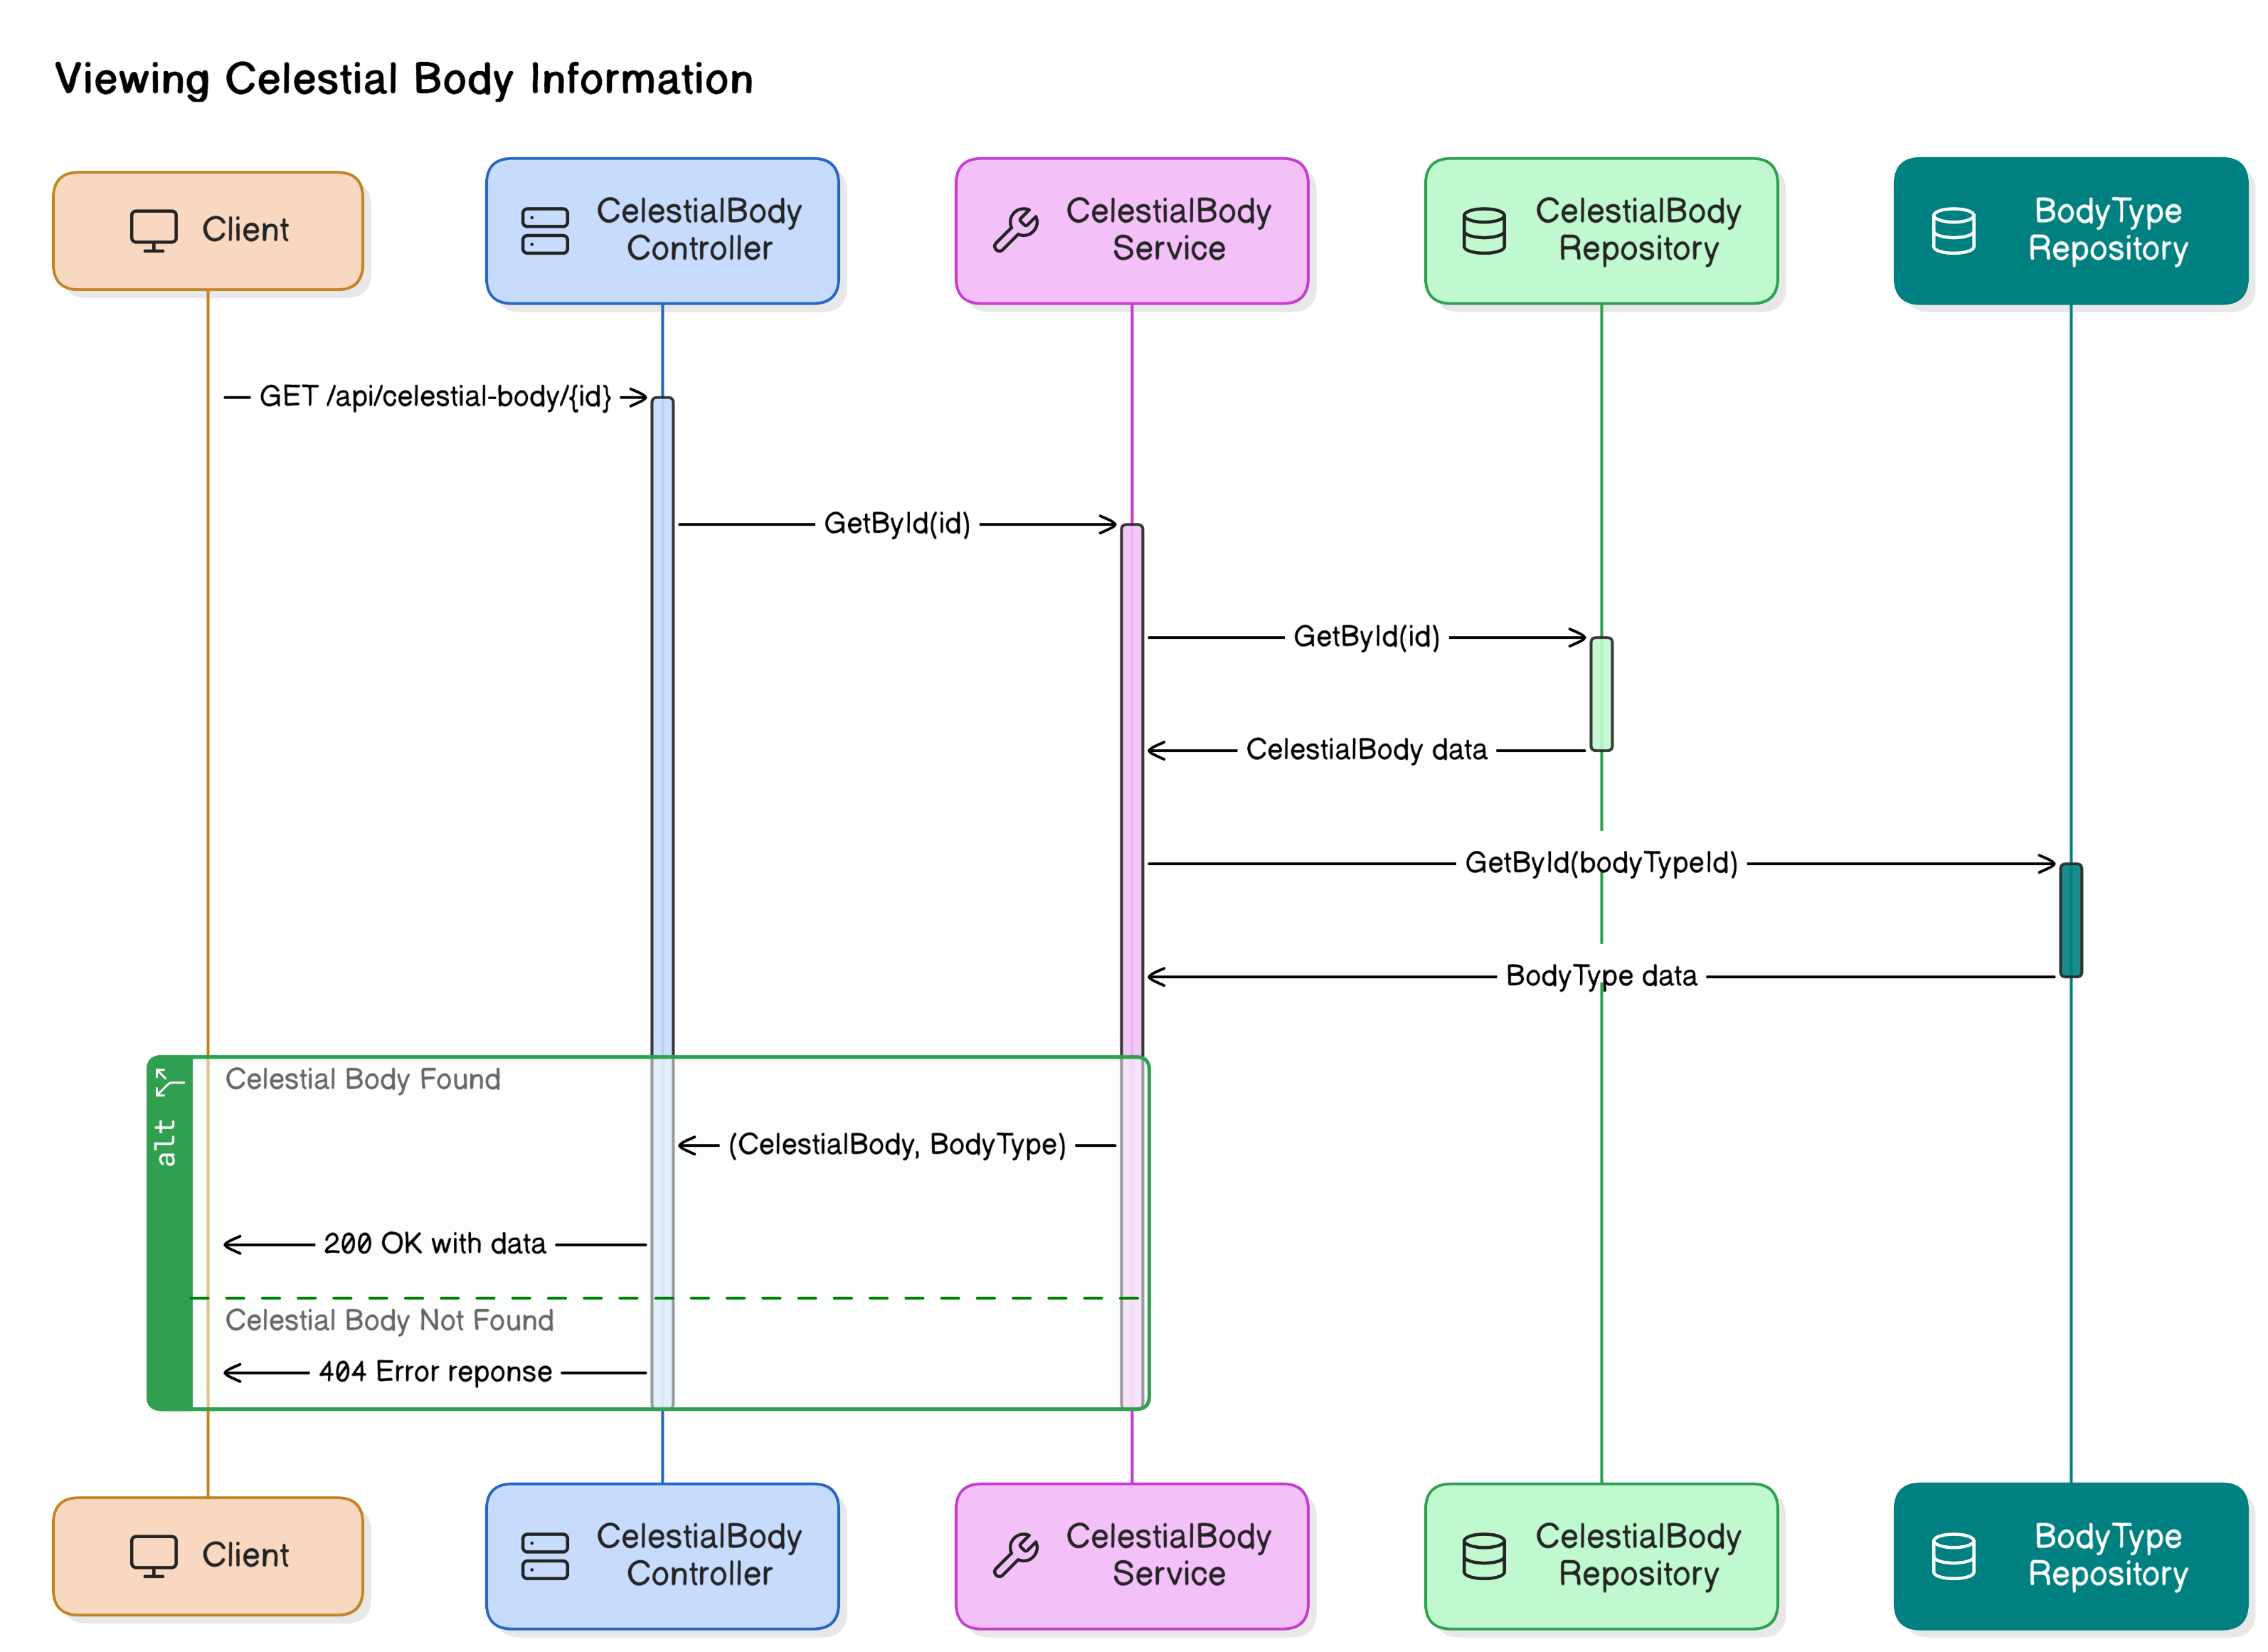 Viewing Celestial Body Information
Client
CelestialBody
Controller
CelestialBody
Service
CelestialBody
Repository
BodyType
Repository
GET /api/celestial-body/{id}
GetById(id)
GetById(id)
CelestialBody data
GetById(bodyTypeId)
BodyType data
alt
Celestial Body Found
(CelestialBody, BodyType)
200 OK with data
Celestial Body Not Found
404 Error reponse
Client
CelestialBody
Controller
CelestialBody
Service
CelestialBody
Repository
BodyType
Repository